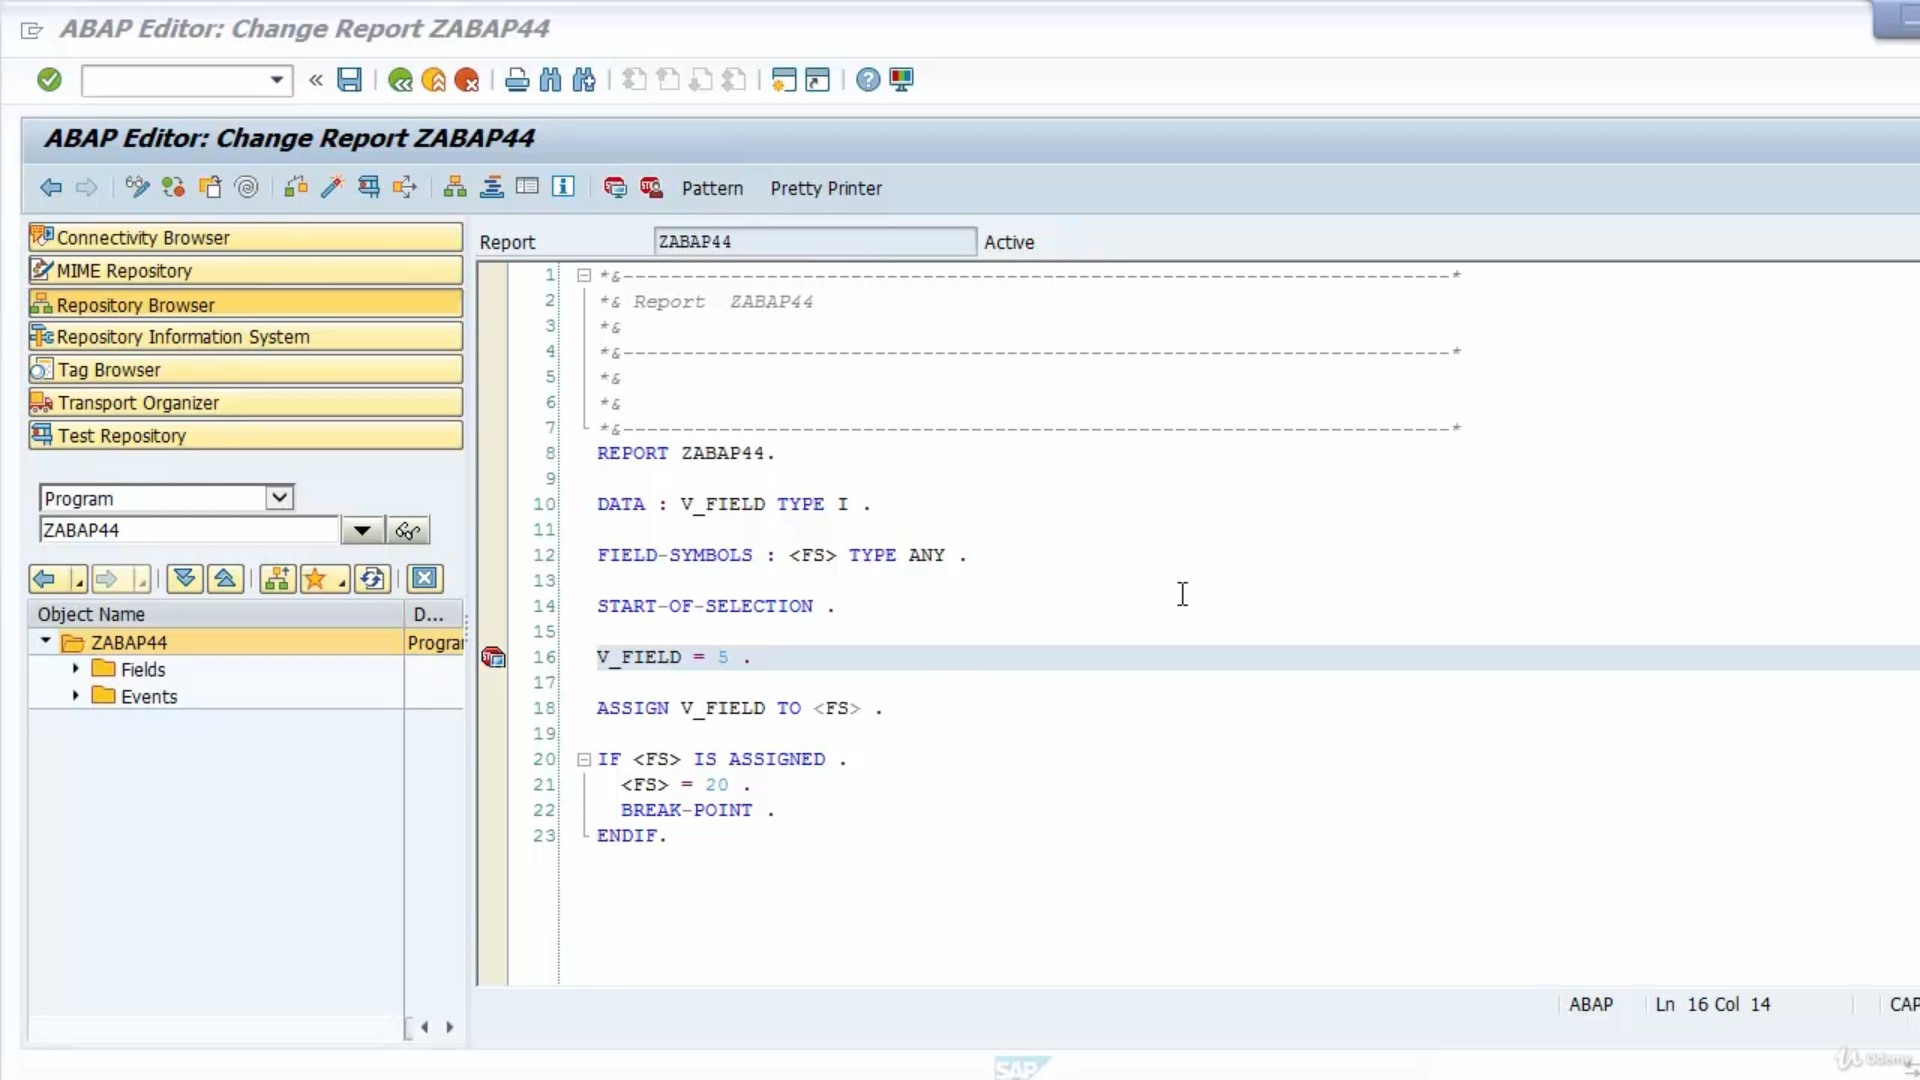 ABAP Editor: Change Report ZABAP44
ABAP Editor: Change Report ZABAP44
Pattern Pretty Printer
Connectivity Browser
MIME Repository
Repository Browser
Repository Information System
Tag Browser
Transport Organizer
Test Repository
Program
ZABAP44
Object Name D...
ZABAP44 Progra
Fields
Events
Report ZABAP44 Active
1 *&---------------------------------------------------------------------*
2 *& Report  ZABAP44
3 *&
4 *&---------------------------------------------------------------------*
5 *&
6 *&
7 *&---------------------------------------------------------------------*
8 REPORT ZABAP44.
9
10 DATA : V_FIELD TYPE I .
11
12 FIELD-SYMBOLS : <FS> TYPE ANY .
13
14 START-OF-SELECTION .
15
16 V_FIELD = 5 .
17
18 ASSIGN V_FIELD TO <FS> .
19
20 IF <FS> IS ASSIGNED .
21 <FS> = 20 .
22 BREAK-POINT .
23 ENDIF.
ABAP Ln 16 Col 14 CAP
SAP
Udemy